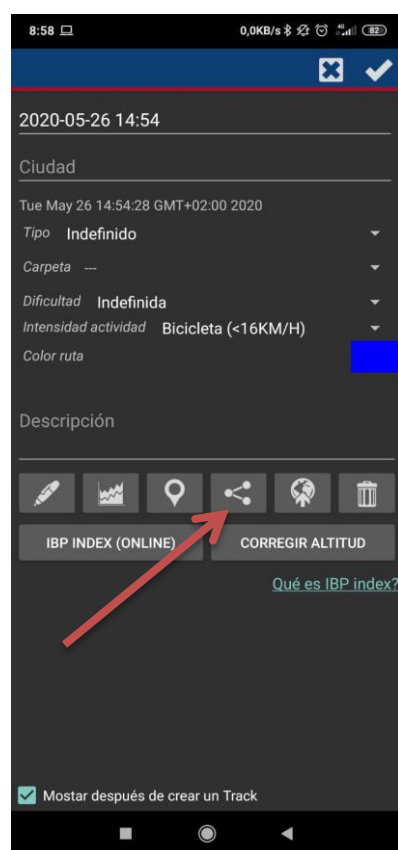 8:58 0,0KB/s 4G 82
2020-05-26 14:54
Ciudad
Tue May 26 14:54:28 GMT+02:00 2020
Tipo Indefinido
Carpeta ---
Dificultad Indefinida
Intensidad actividad Bicicleta (<16KM/H)
Color ruta
Descripción
IBP INDEX (ONLINE) CORREGIR ALTITUD
Qué es IBP index?
Mostar después de crear un Track